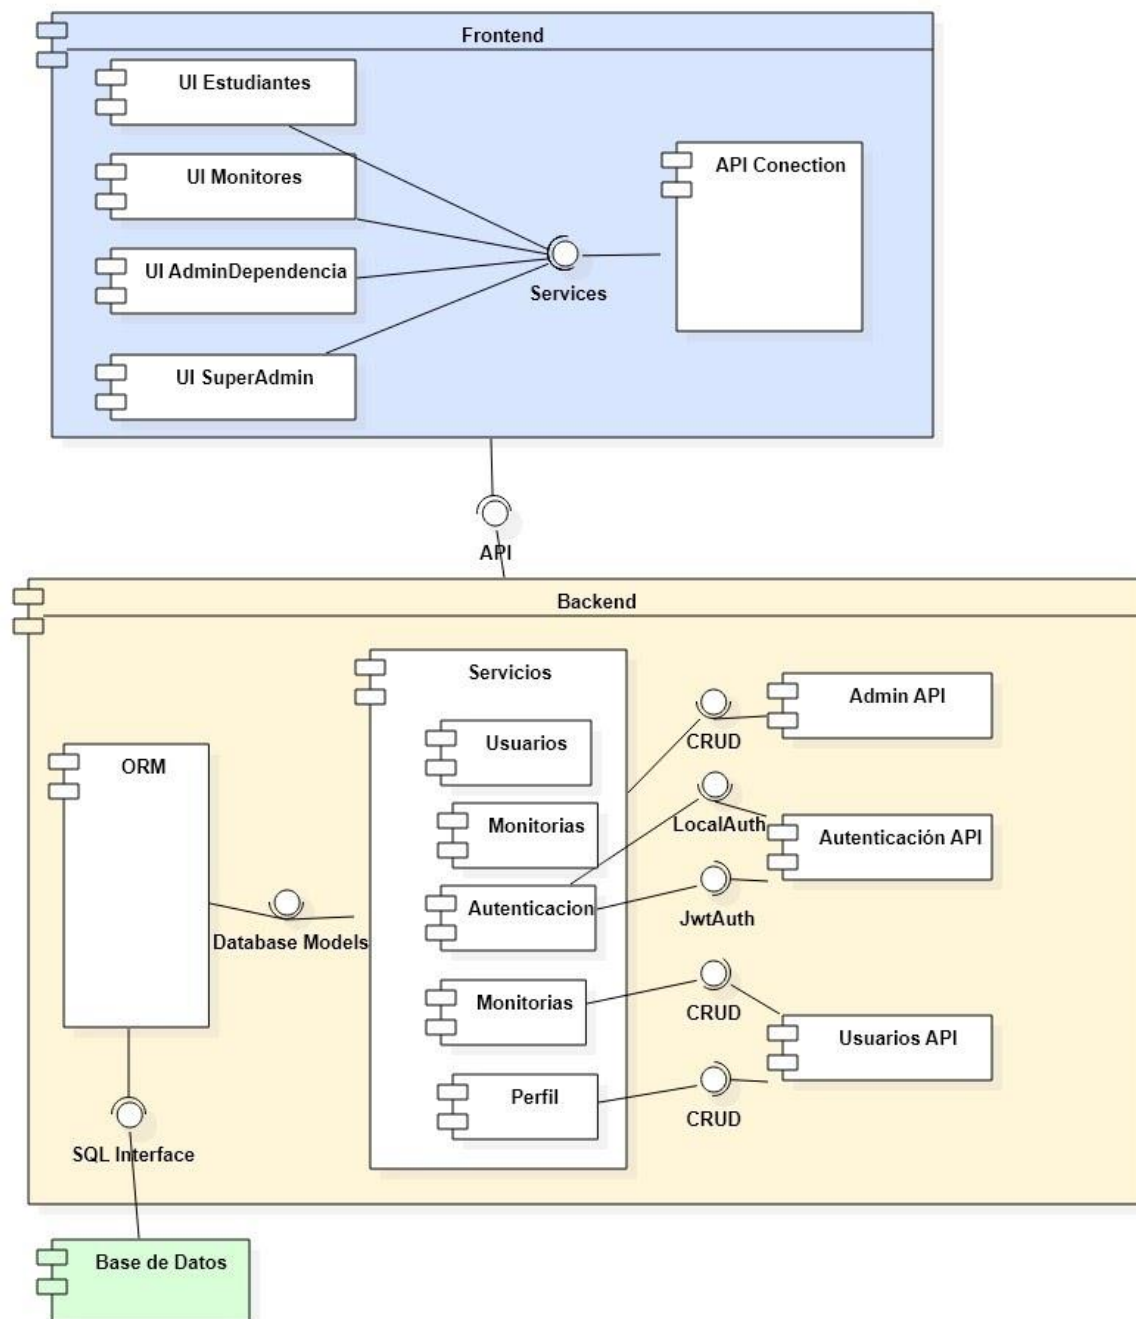 Frontend
UI Estudiantes
UI Monitores
UI AdminDependencia
UI SuperAdmin
Services
API Conection
API
Backend
ORM
Database Models
SQL Interface
Servicios
Usuarios
Monitorias
Autenticacion
Monitorias
Perfil
CRUD
LocalAuth
JwtAuth
CRUD
CRUD
Admin API
Autenticación API
Usuarios API
Base de Datos